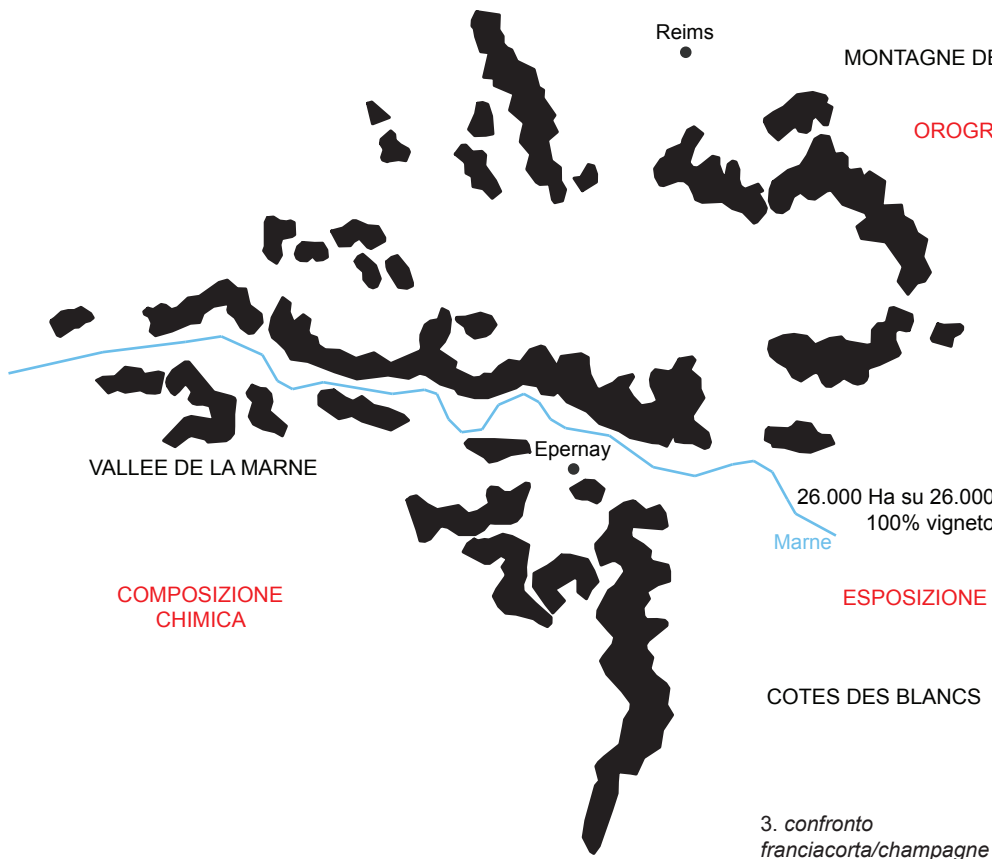 Reims
MONTAGNE DE
OROGR
VALLEE DE LA MARNE
Epernay
26.000 Ha su 26.000
100% vigneto
Marne
COMPOSIZIONE
CHIMICA
ESPOSIZIONE
COTES DES BLANCS
3. confronto
franciacorta/champagne